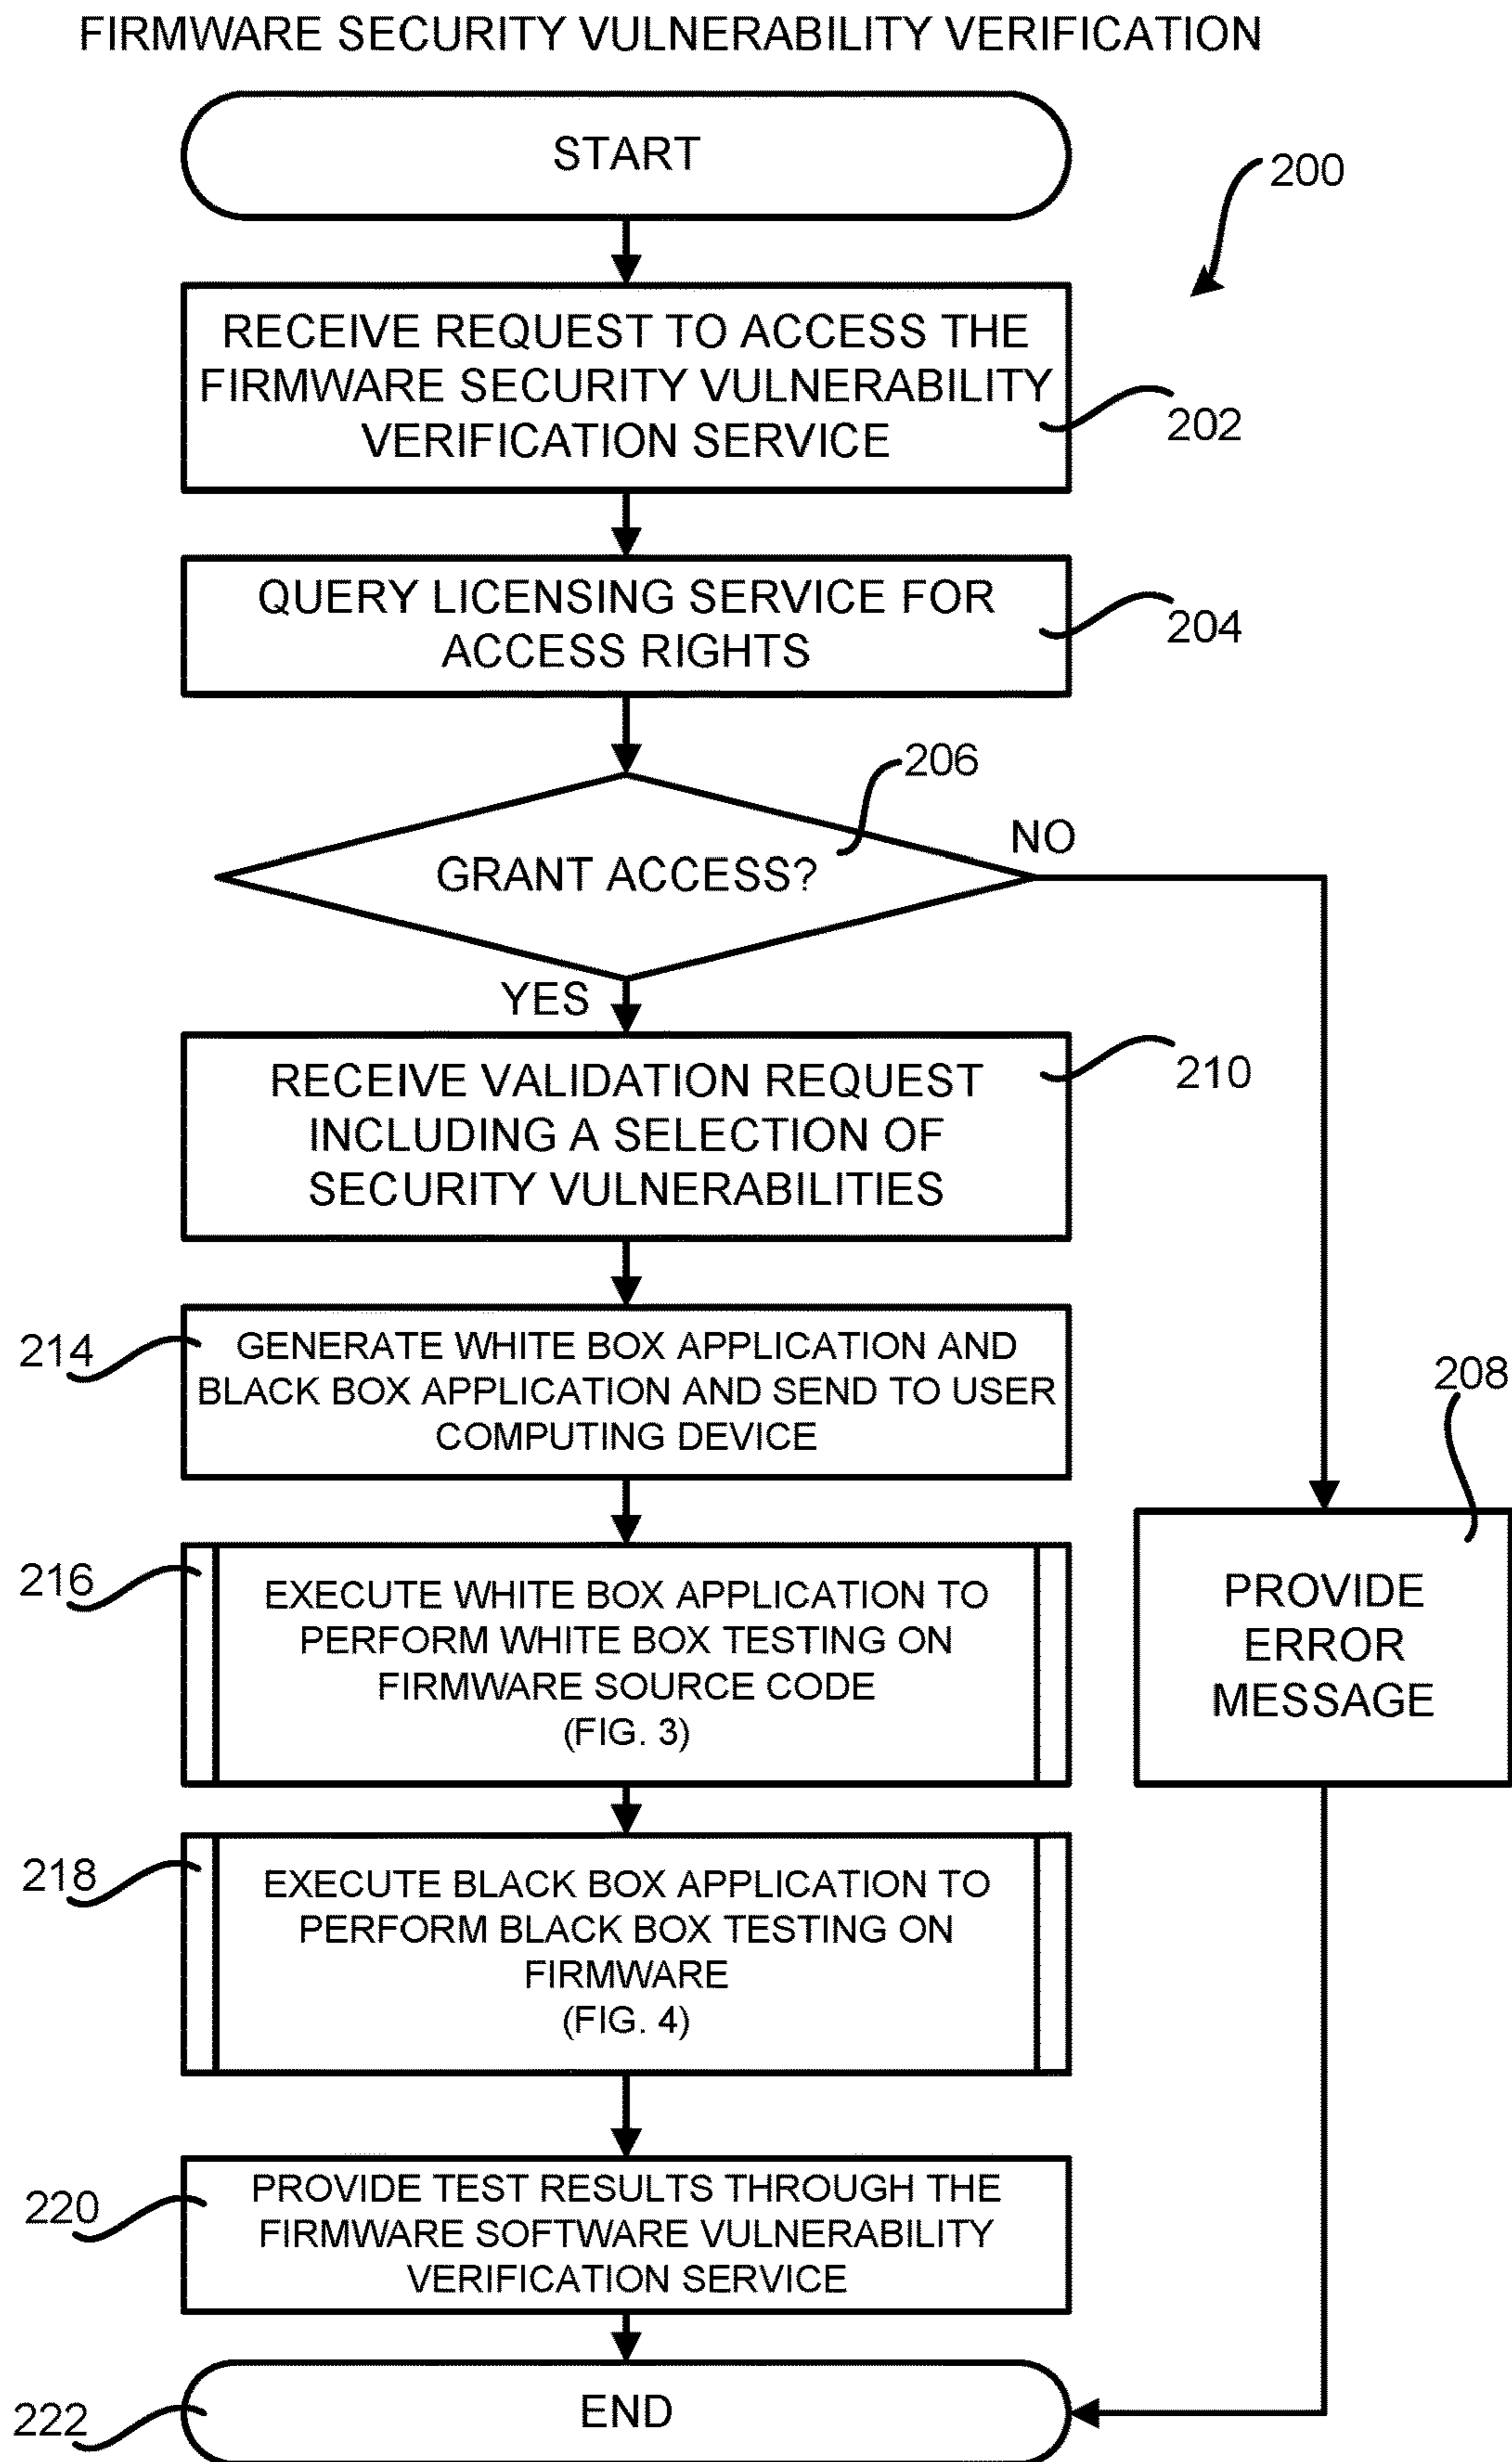 FIRMWARE SECURITY VULNERABILITY VERIFICATION
START
200
RECEIVE REQUEST TO ACCESS THE
FIRMWARE SECURITY VULNERABILITY
VERIFICATION SERVICE
202
QUERY LICENSING SERVICE FOR
ACCESS RIGHTS
204
206
GRANT ACCESS?
NO
YES
RECEIVE VALIDATION REQUEST
INCLUDING A SELECTION OF
SECURITY VULNERABILITIES
210
214
GENERATE WHITE BOX APPLICATION AND
BLACK BOX APPLICATION AND SEND TO USER
COMPUTING DEVICE
208
PROVIDE
ERROR
MESSAGE
216
EXECUTE WHITE BOX APPLICATION TO
PERFORM WHITE BOX TESTING ON
FIRMWARE SOURCE CODE
(FIG. 3)
218
EXECUTE BLACK BOX APPLICATION TO
PERFORM BLACK BOX TESTING ON
FIRMWARE
(FIG. 4)
220
PROVIDE TEST RESULTS THROUGH THE
FIRMWARE SOFTWARE VULNERABILITY
VERIFICATION SERVICE
222
END